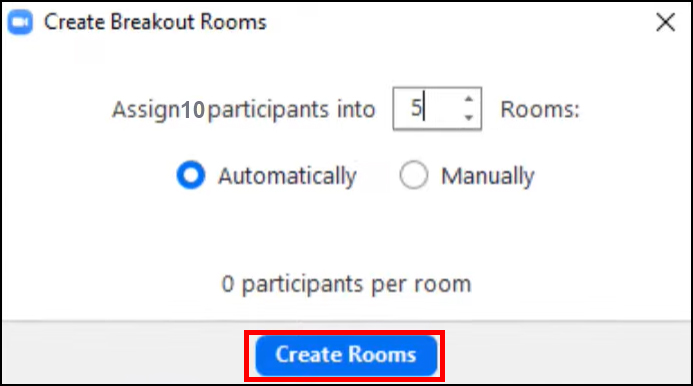 Create Breakout Rooms
Assign10participants into 5 Rooms:
Automatically Manually
0 participants per room
Create Rooms